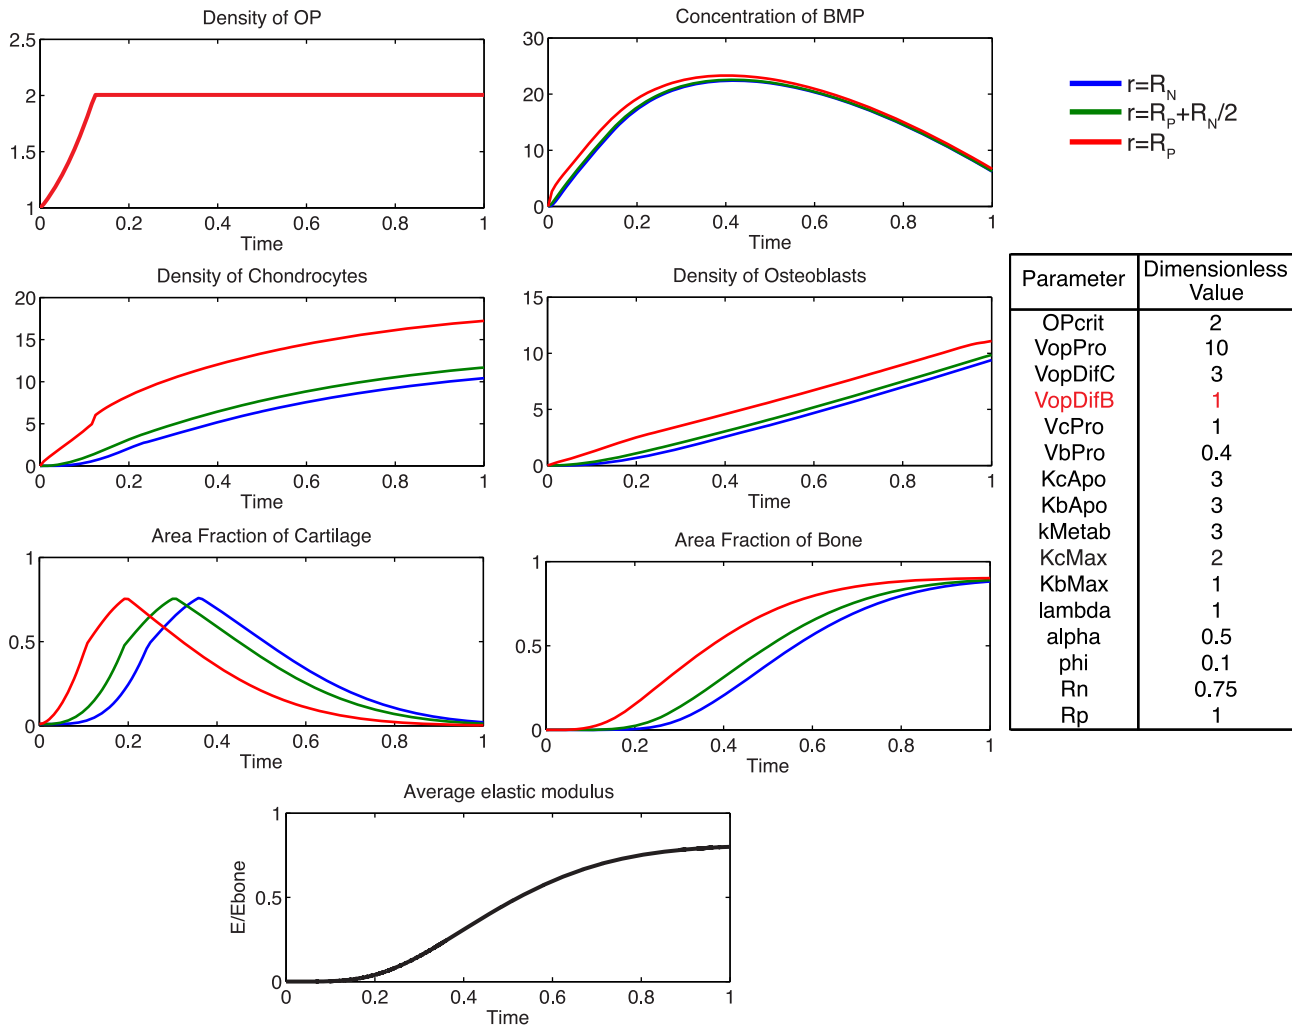 Density of OP
2.5
2
1.5
1
0 0.2 0.4 0.6 0.8 1
Time
Concentration of BMP
30
20
10
0
0 0.2 0.4 0.6 0.8 1
Time
r=R_N
r=R_P+R_N/2
r=R_P
Density of Chondrocytes
20
15
10
5
0
0 0.2 0.4 0.6 0.8 1
Time
Density of Osteoblasts
15
10
5
0
0 0.2 0.4 0.6 0.8 1
Time
Parameter Dimensionless
Value
OPcrit 2
VopPro 10
VopDifC 3
VopDifB 1
VcPro 1
VbPro 0.4
KcApo 3
KbApo 3
kMetab 3
KcMax 2
KbMax 1
lambda 1
alpha 0.5
phi 0.1
Rn 0.75
Rp 1
Area Fraction of Cartilage
1
0.5
0
0 0.2 0.4 0.6 0.8 1
Time
Area Fraction of Bone
1
0.5
0
0 0.2 0.4 0.6 0.8 1
Time
Average elastic modulus
E/Ebone
1
0.5
0
0 0.2 0.4 0.6 0.8 1
Time